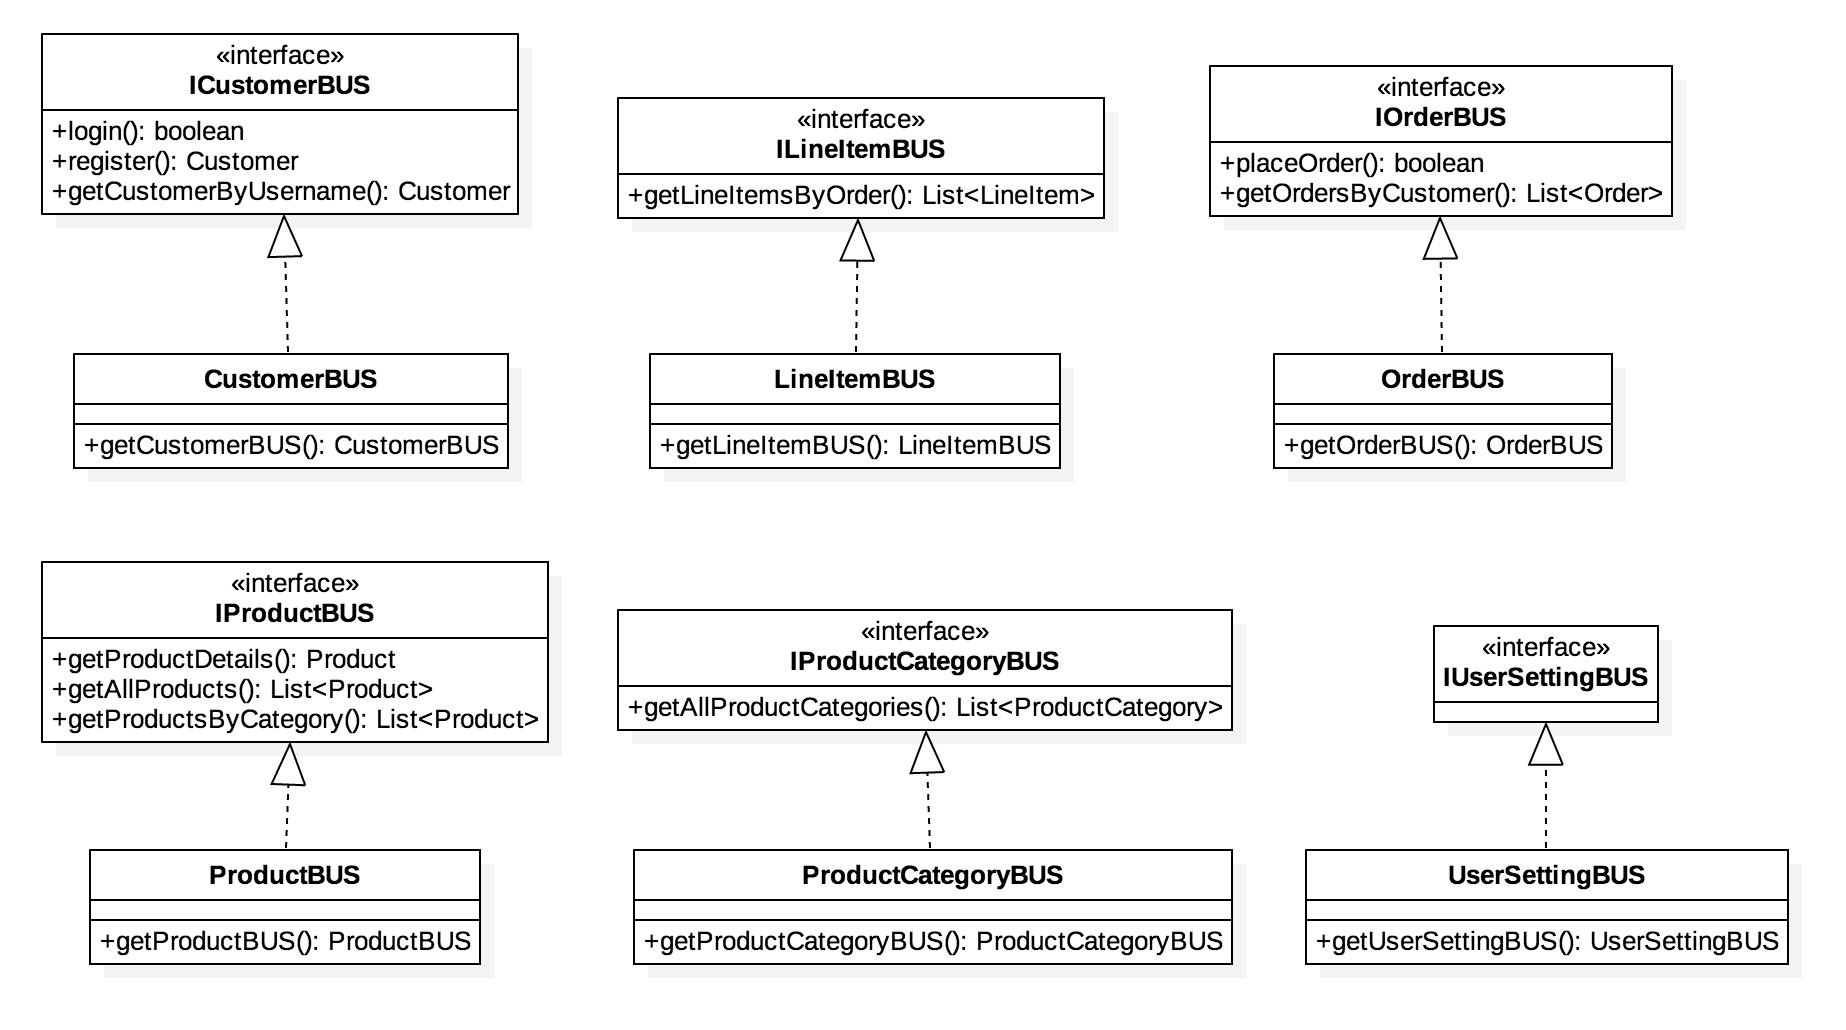 «interface»
ICustomerBUS
+login(): boolean
+register(): Customer
+getCustomerByUsername(): Customer
«interface»
ILineItemBUS
+getLineItemsByOrder(): List<LineItem>
«interface»
IOrderBUS
+placeOrder(): boolean
+getOrdersByCustomer(): List<Order>
CustomerBUS
+getCustomerBUS(): CustomerBUS
LineItemBUS
+getLineItemBUS(): LineItemBUS
OrderBUS
+getOrderBUS(): OrderBUS
«interface»
IProductBUS
+getProductDetails(): Product
+getAllProducts(): List<Product>
+getProductsByCategory(): List<Product>
«interface»
IProductCategoryBUS
+getAllProductCategories(): List<ProductCategory>
«interface»
IUserSettingBUS
ProductBUS
+getProductBUS(): ProductBUS
ProductCategoryBUS
+getProductCategoryBUS(): ProductCategoryBUS
UserSettingBUS
+getUserSettingBUS(): UserSettingBUS